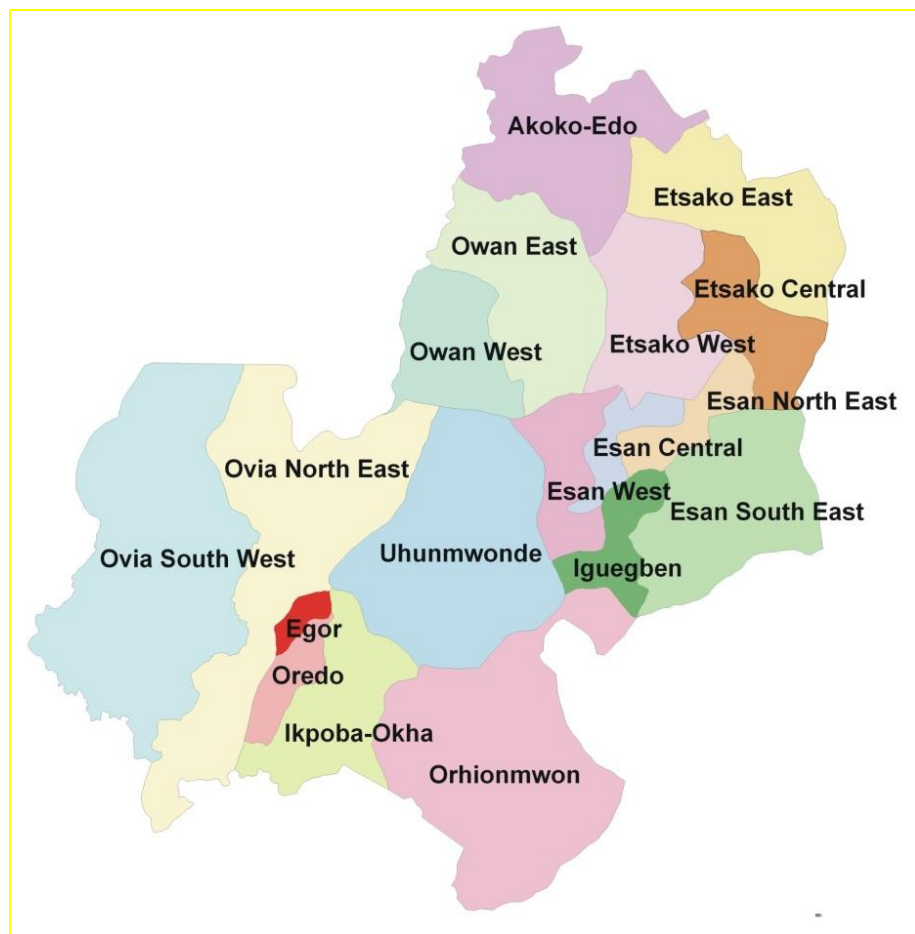 Akoko-Edo
Etsako East
Owan East
Etsako Central
Etsako West
Owan West
Esan North East
Esan Central
Ovia North East
Esan West
Esan South East
Ovia South West
Uhunmwonde
Iguegben
Egor
Oredo
Ikpoba-Okha
Orhionmwon